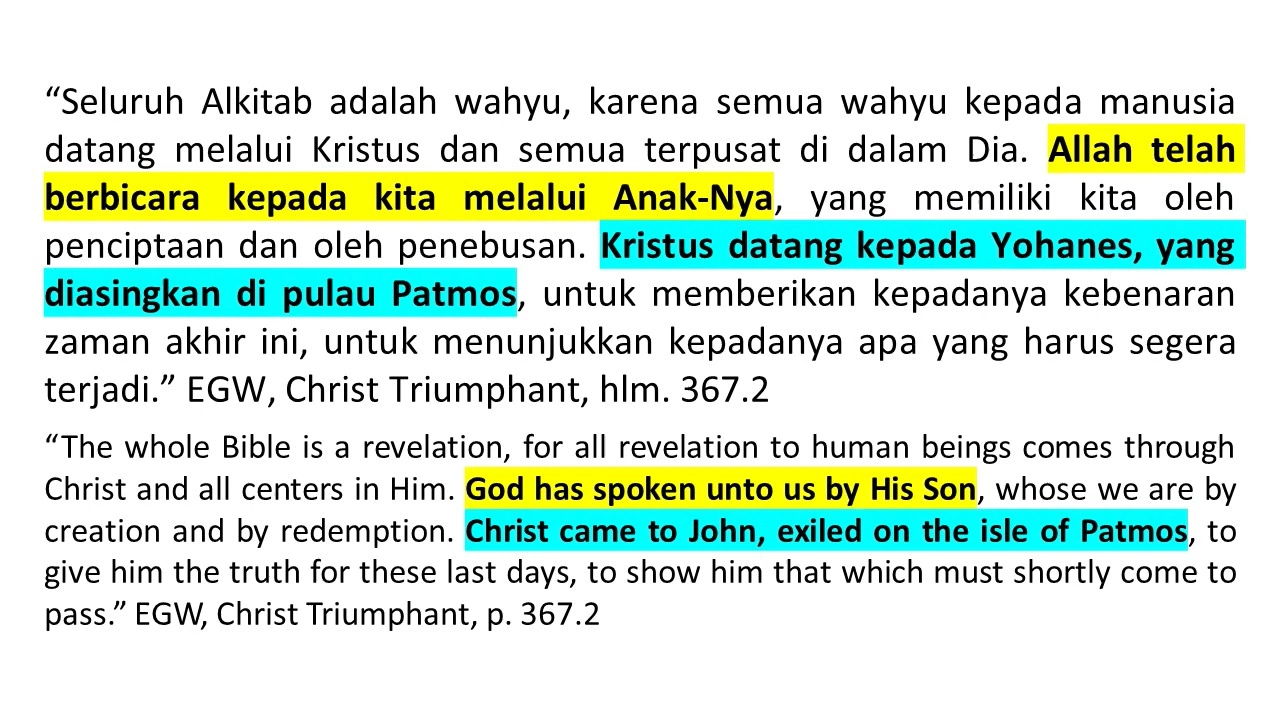 “Seluruh Alkitab adalah wahyu, karena semua wahyu kepada manusia
datang melalui Kristus dan semua terpusat di dalam Dia. Allah telah
berbicara kepada kita melalui Anak-Nya, yang memiliki kita oleh
penciptaan dan oleh penebusan. Kristus datang kepada Yohanes, yang
diasingkan di pulau Patmos, untuk memberikan kepadanya kebenaran
zaman akhir ini, untuk menunjukkan kepadanya apa yang harus segera
terjadi.” EGW, Christ Triumphant, hlm. 367.2
“The whole Bible is a revelation, for all revelation to human beings comes through
Christ and all centers in Him. God has spoken unto us by His Son, whose we are by
creation and by redemption. Christ came to John, exiled on the isle of Patmos, to
give him the truth for these last days, to show him that which must shortly come to
pass.” EGW, Christ Triumphant, p. 367.2